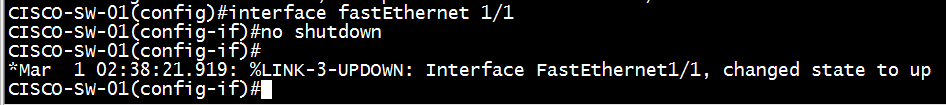 CISCO-SW-01(config)#interface fastEthernet 1/1
CISCO-SW-01(config-if)#no shutdown
CISCO-SW-01(config-if)#
*Mar  1 02:38:21.919: %LINK-3-UPDOWN: Interface FastEthernet1/1, changed state to up
CISCO-SW-01(config-if)#